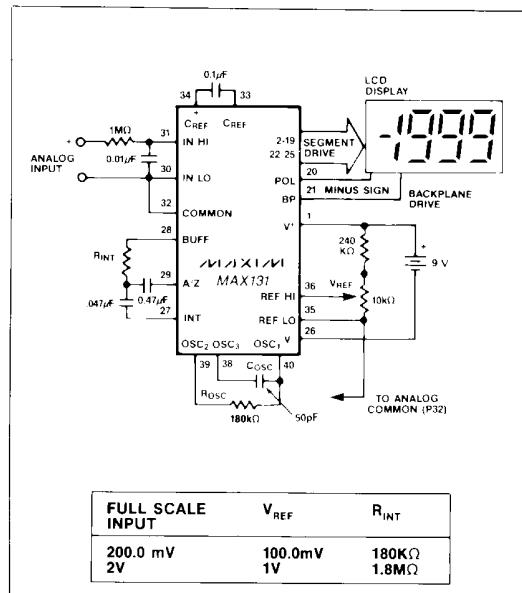 0.1µF
34 33
+
CREF CREF
1MΩ
31
+
IN HI
ANALOG
INPUT
0.01µF
30
IN LO
32
COMMON
28
BUFF
RINT
29
A/Z
0.47µF
.047µF
27
INT
MAXIM
MAX131
LCD
DISPLAY
-1999
2-19
SEGMENT
22-25
DRIVE
20
POL
MINUS SIGN
21
BP
BACKPLANE
DRIVE
1
V+
240
KΩ
+
9 V
36
VREF
REF HI
10kΩ
35
REF LO
26
V
OSC2 OSC3 OSC1
39 38 40
COSC
ROSC
50pF
180kΩ
TO ANALOG
COMMON (P32)
FULL SCALE
INPUT
VREF
RINT
200.0 mV 100.0mV 180KΩ
2V 1V 1.8MΩ